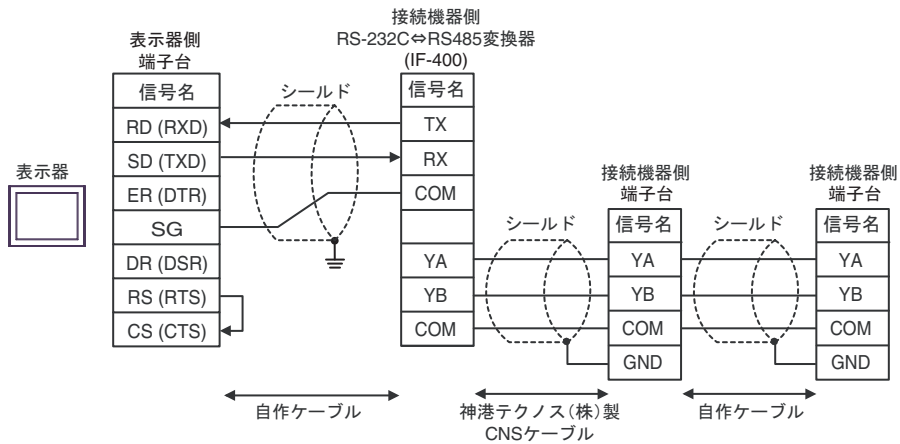 接続機器側
RS-232C⇔RS485変換器
(IF-400)
表示器側
端子台
信号名
RD (RXD)
SD (TXD)
ER (DTR)
SG
DR (DSR)
RS (RTS)
CS (CTS)
表示器
シールド
信号名
TX
RX
COM
YA
YB
COM
シールド
接続機器側
端子台
信号名
YA
YB
COM
GND
シールド
接続機器側
端子台
信号名
YA
YB
COM
GND
自作ケーブル
神港テクノス(株)製
CNSケーブル
自作ケーブル